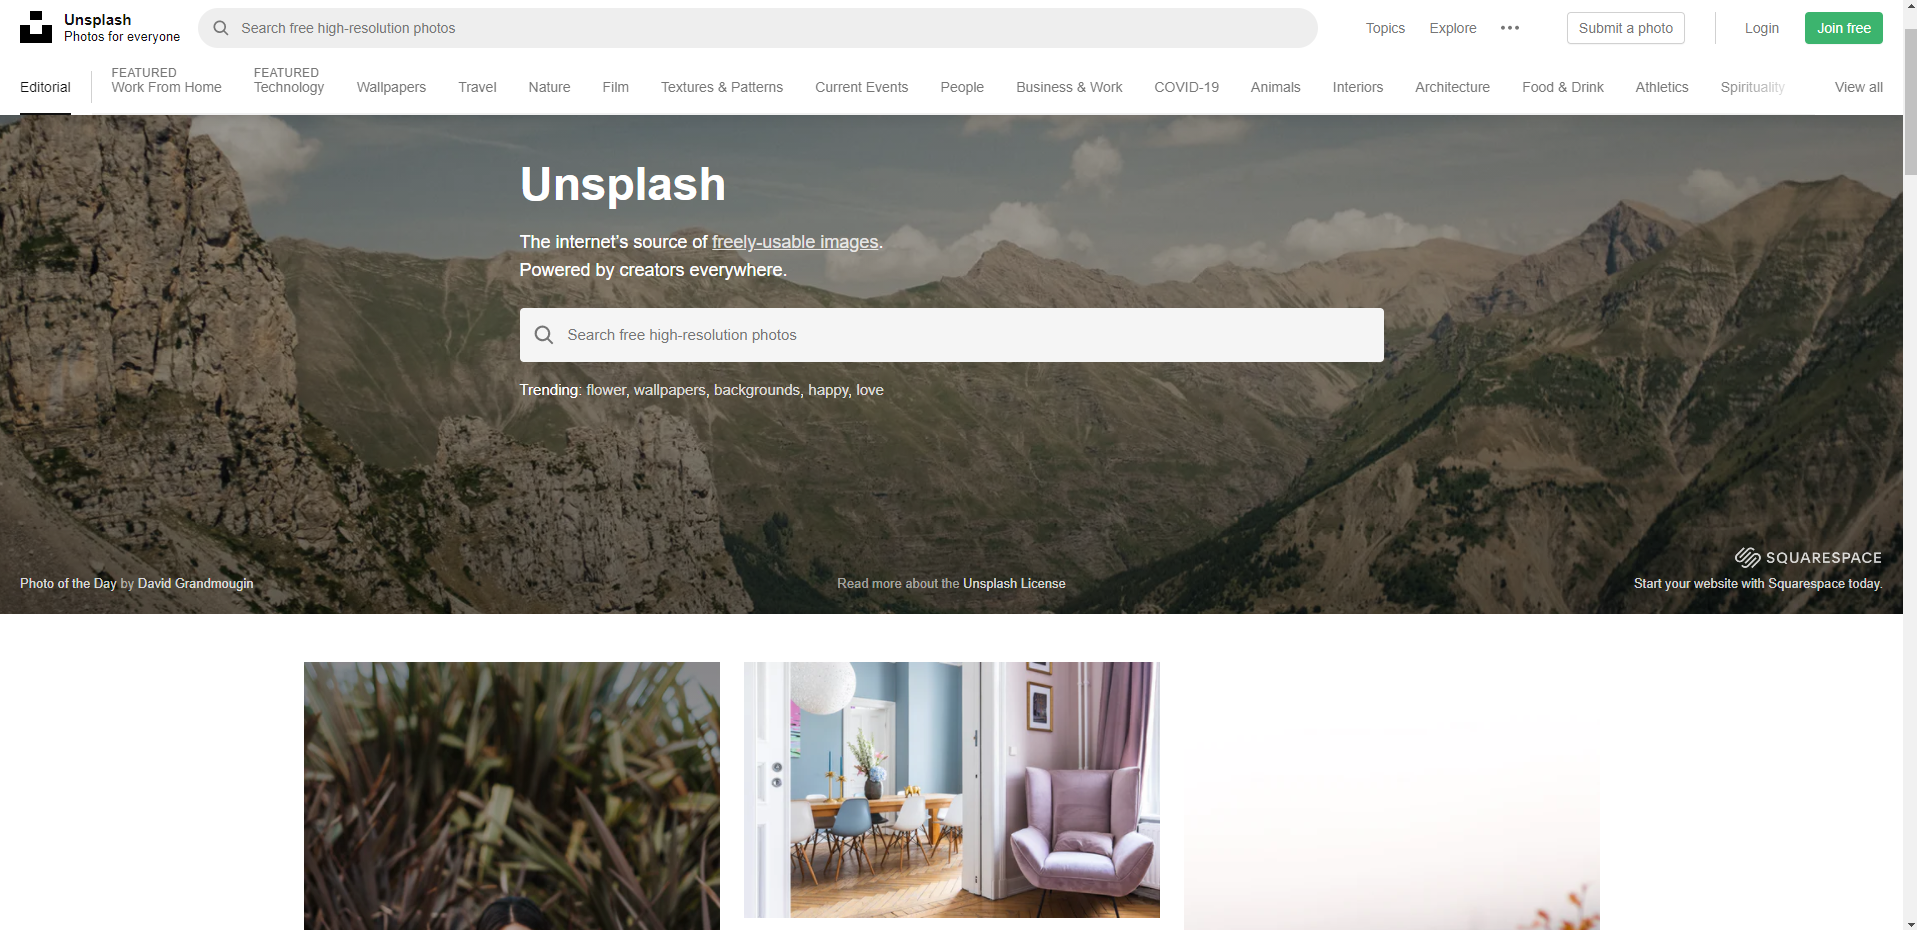 Unsplash
Photos for everyone
Search free high-resolution photos
Topics
Explore
Submit a photo
Login
Join free
Editorial
FEATURED
Work From Home
FEATURED
Technology
Wallpapers
Travel
Nature
Film
Textures & Patterns
Current Events
People
Business & Work
COVID-19
Animals
Interiors
Architecture
Food & Drink
Athletics
Spirituality
View all
Unsplash
The internet’s source of freely-usable images.
Powered by creators everywhere.
Search free high-resolution photos
Trending: flower, wallpapers, backgrounds, happy, love
Photo of the Day by David Grandmougin
Read more about the Unsplash License
SQUARESPACE
Start your website with Squarespace today.